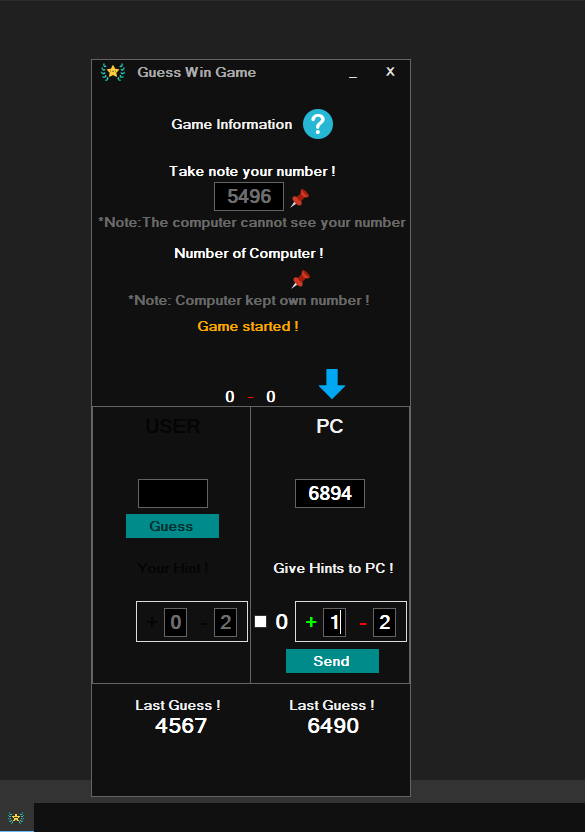 Guess Win Game _ X
Game Information ?
Take note your number !
5496
*Note:The computer cannot see your number
Number of Computer !
*Note: Computer kept own number !
Game started !
0 - 0
USER PC
6894
Guess
Your Hint ! Give Hints to PC !
+ 0 - 2 0 + 1 - 2
Send
Last Guess ! Last Guess !
4567 6490